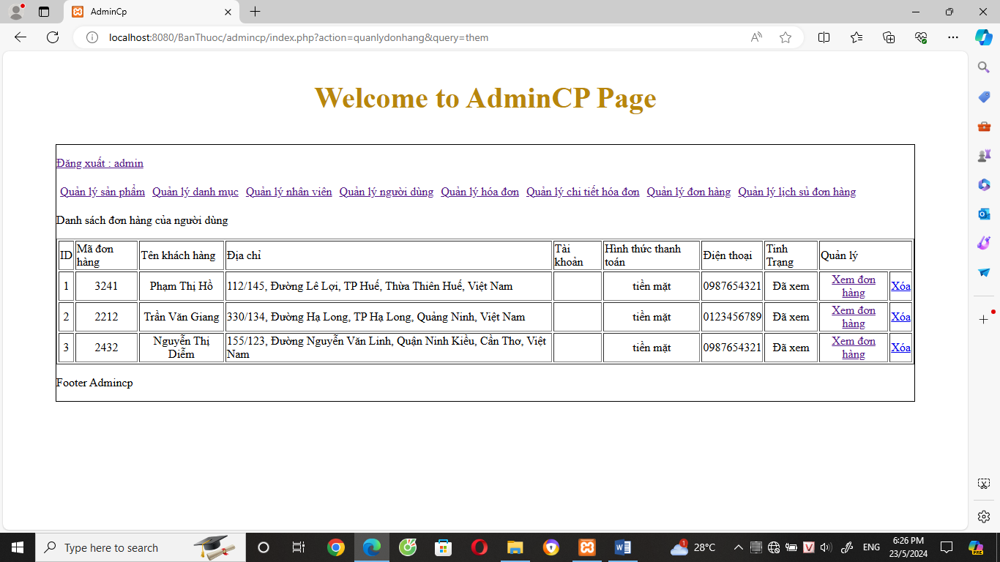 AdminCp
localhost:8080/BanThuoc/admincp/index.php?action=quanlydonhang&query=them
Welcome to AdminCP Page
Đăng xuất : admin
Quản lý sản phẩm Quản lý danh mục Quản lý nhân viên Quản lý người dùng Quản lý hóa đơn Quản lý chi tiết hóa đơn Quản lý đơn hàng Quản lý lịch sủ đơn hàng
Danh sách đơn hàng của người dùng
ID Mã đơn hàng Tên khách hàng Địa chỉ Tài khoản Hình thức thanh toán Điện thoại Tình Trạng Quản lý
1 3241 Phạm Thị Hồ 112/145, Đường Lê Lợi, TP Huế, Thừa Thiên Huế, Việt Nam tiền mặt 0987654321 Đã xem Xem đơn hàng Xóa
2 2212 Trần Văn Giang 330/134, Đường Hạ Long, TP Hạ Long, Quảng Ninh, Việt Nam tiền mặt 0123456789 Đã xem Xem đơn hàng Xóa
3 2432 Nguyễn Thị Diễm 155/123, Đường Nguyễn Văn Linh, Quận Ninh Kiều, Cần Thơ, Việt Nam tiền mặt 0987654321 Đã xem Xem đơn hàng Xóa
Footer Admincp
Type here to search
1 28°C
ENG
6:26 PM
23/5/2024